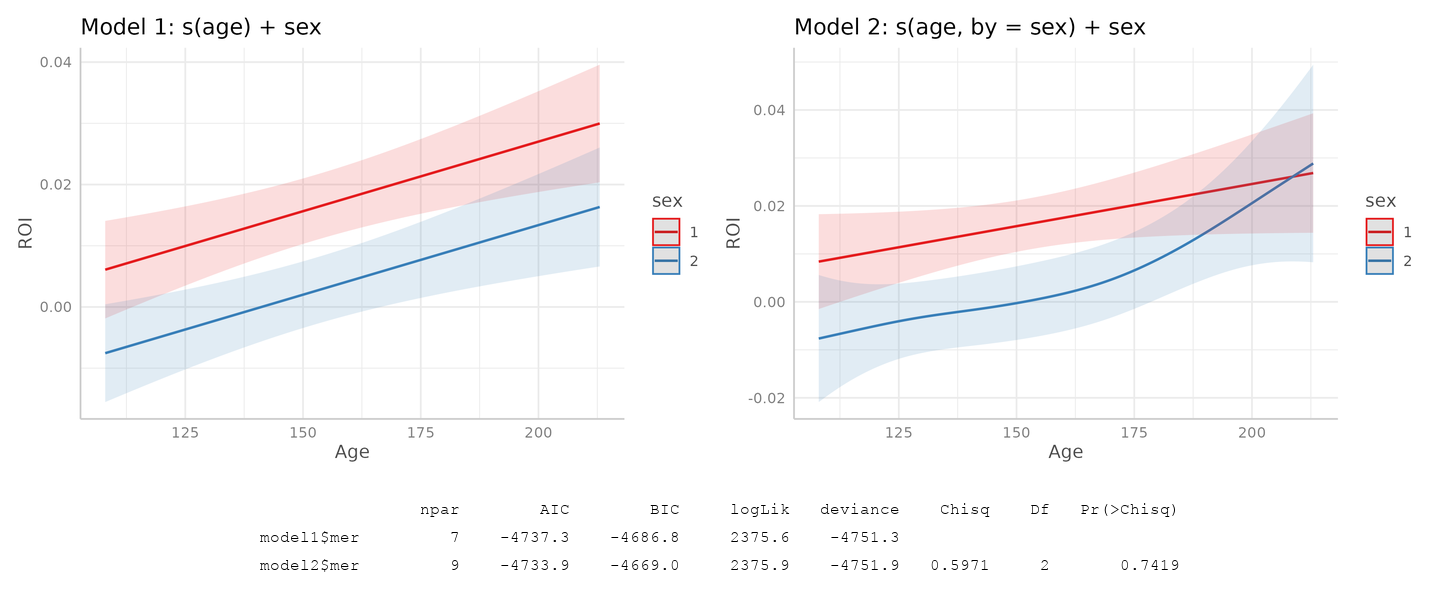 Model 1: s(age) + sex
0.04
0.02
0.00
ROI
125 150 175 200
Age
sex
1
2
Model 2: s(age, by = sex) + sex
0.04
0.02
0.00
-0.02
ROI
125 150 175 200
Age
sex
1
2
npar AIC BIC logLik deviance Chisq Df Pr(>Chisq)
model1$mer 7 -4737.3 -4686.8 2375.6 -4751.3
model2$mer 9 -4733.9 -4669.0 2375.9 -4751.9 0.5971 2 0.7419